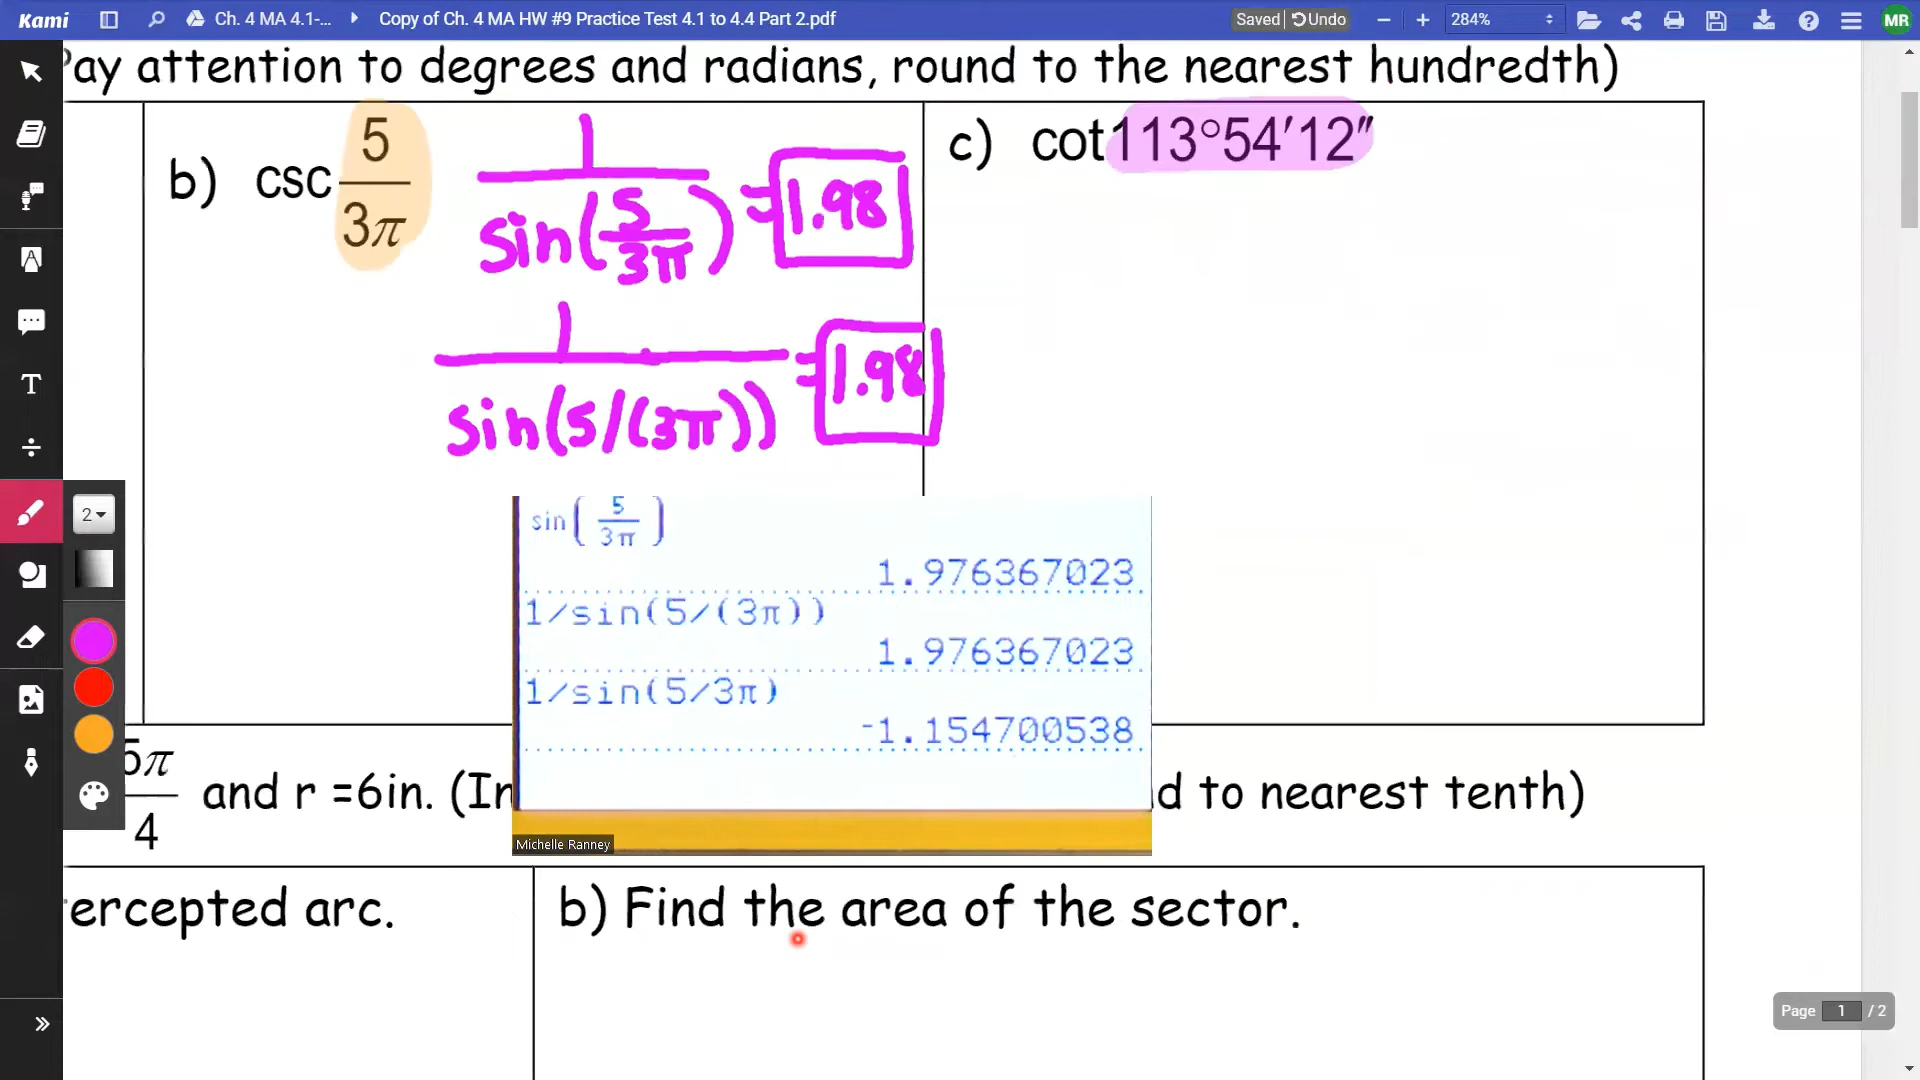 Kami
Ch. 4 MA 4.1-...
Copy of Ch. 4 MA HW #9 Practice Test 4.1 to 4.4 Part 2.pdf
Saved
Undo
284%
MR
Pay attention to degrees and radians, round to the nearest hundredth)
b) csc 5/3π
1/sin(5/3π) = 1.98
1/sin(5/(3π)) = 1.98
c) cot113°54′12″
2
sin(5/3π)
1.976367023
1/sin(5/(3π))
1.976367023
1/sin(5/3π)
-1.154700538
Michelle Ranney
5π/4 and r =6in. (In
d to nearest tenth)
ercepted arc.
b) Find the area of the sector.
Page 1 / 2